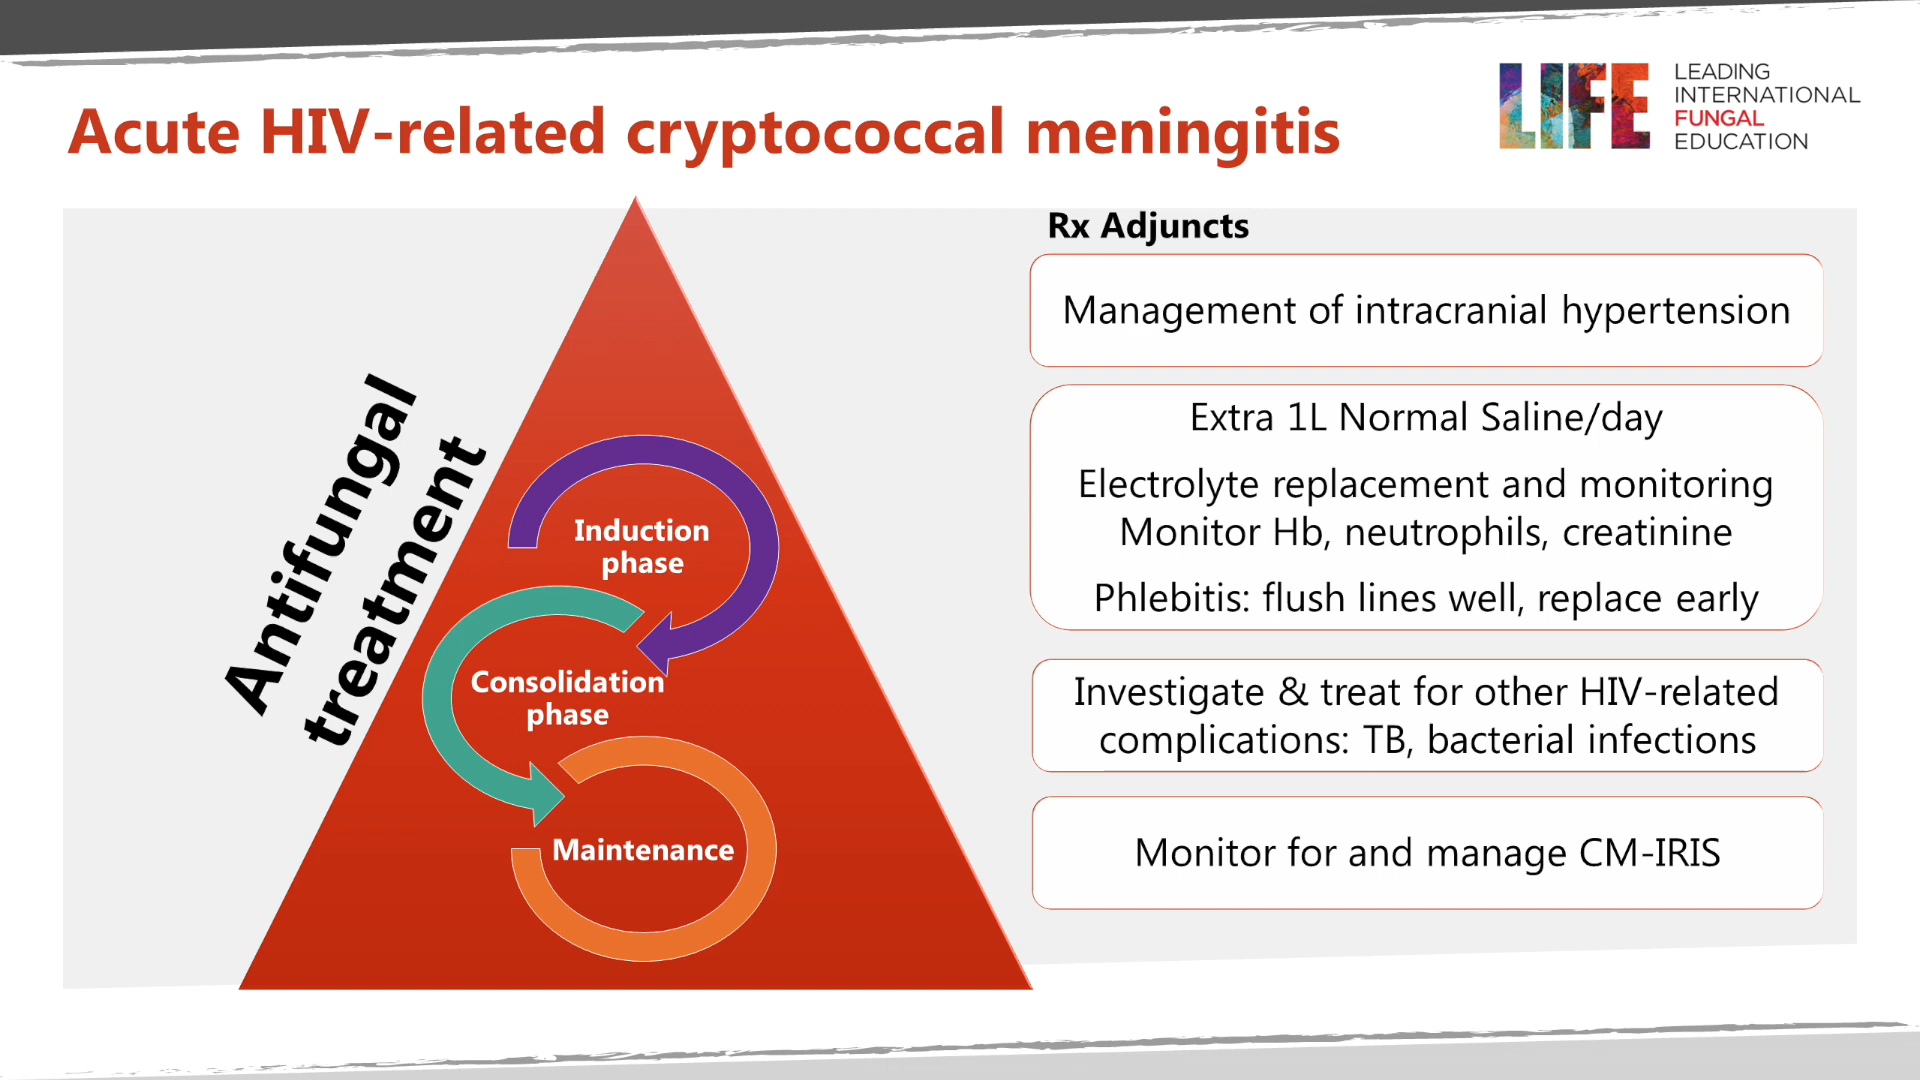 Acute HIV-related cryptococcal meningitis
LIFE
LEADING
INTERNATIONAL
FUNGAL
EDUCATION
Antifungal
treatment
Induction
phase
Consolidation
phase
Maintenance
Rx Adjuncts
Management of intracranial hypertension
Extra 1L Normal Saline/day
Electrolyte replacement and monitoring
Monitor Hb, neutrophils, creatinine
Phlebitis: flush lines well, replace early
Investigate & treat for other HIV-related
complications: TB, bacterial infections
Monitor for and manage CM-IRIS